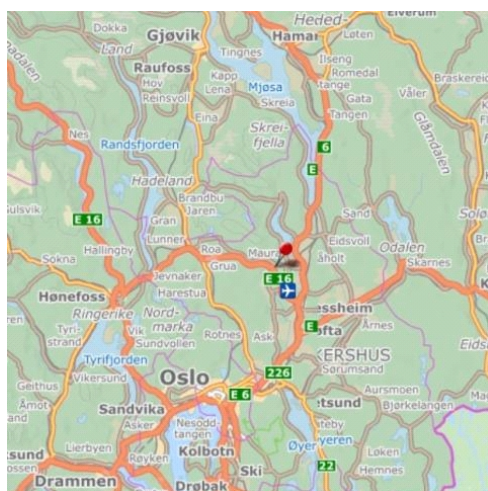 Dokka
Gjøvik
Hamar
Løten
Elverum
Land
Tingnes
Ilseng
Romedal
Raufoss
Hov
Reinsvoll
Kapp
Lena
Mjøsa
Skreia
tange
Gata
Tangen
Våler
Braskerei
Glåmdalen
Eina
Skrei-
fjella
Nes
Randsfjorden
6
E
Hadeland
Brandbu
Jaren
Gran
Lunner
Sand
E 16
Hallingby
Sokna
Roa
Grua
Maura
Eidsvoll
Odalen
Skarnes
E 16
Jevnaker
Harestua
Hønefoss
Ringerike
Nord-
marka
Årnes
E
Tyri-
strand
Vik
Sundvollen
Rotnes
Ask
KERSHUS
Sørumsand
Tyrifjorden
Vikersund
Geithus
Åmot
Oslo
226
E 6
Aursmoen
Bjørkelangen
Sandvika
Asker
Nesodd-
tangen
Lierbyen
Kolbotn
Ski
Løken
Hemnes
Røyken
Drammen
Drøbak
22